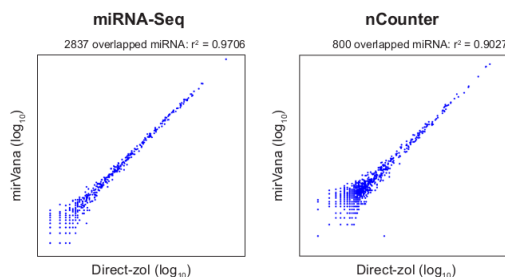 miRNA-Seq
2837 overlapped miRNA: r² = 0.9706
mirVana (log₁₀)
Direct-zol (log₁₀)
nCounter
800 overlapped miRNA: r² = 0.9027
mirVana (log₁₀)
Direct-zol (log₁₀)